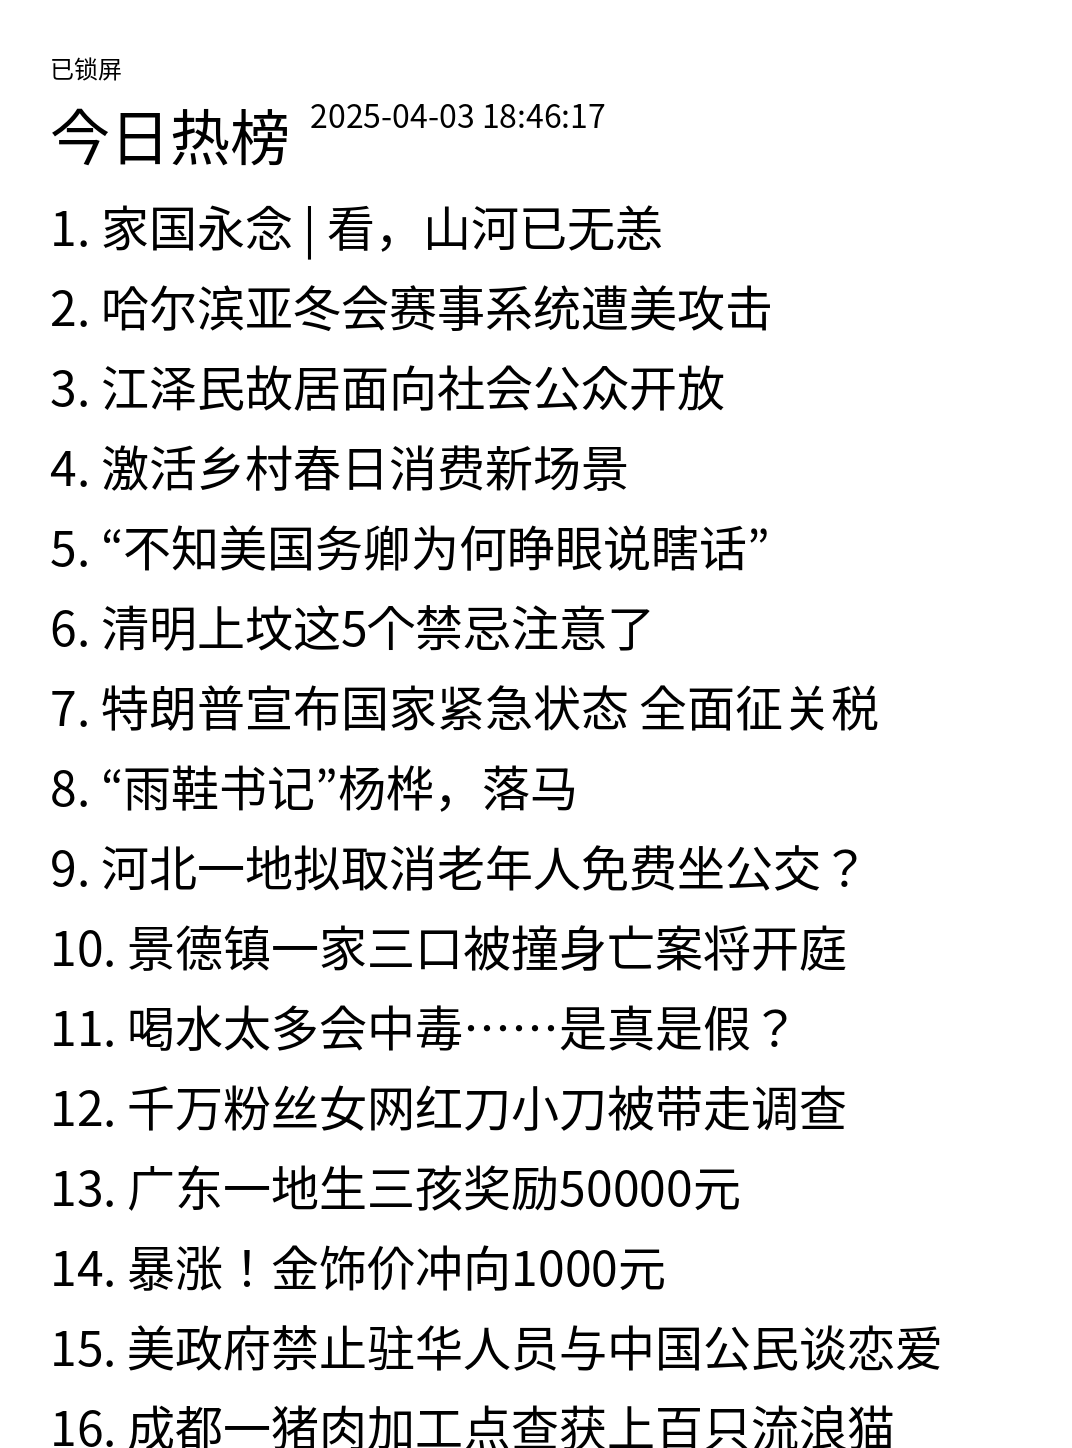 已锁屏
今日热榜 2025-04-03 18:46:17
1. 家国永念 | 看，山河已无恙
2. 哈尔滨亚冬会赛事系统遭美攻击
3. 江泽民故居面向社会公众开放
4. 激活乡村春日消费新场景
5. “不知美国务卿为何睁眼说瞎话”
6. 清明上坟这5个禁忌注意了
7. 特朗普宣布国家紧急状态 全面征关税
8. “雨鞋书记”杨桦，落马
9. 河北一地拟取消老年人免费坐公交？
10. 景德镇一家三口被撞身亡案将开庭
11. 喝水太多会中毒……是真是假？
12. 千万粉丝女网红刀小刀被带走调查
13. 广东一地生三孩奖励50000元
14. 暴涨！金饰价冲向1000元
15. 美政府禁止驻华人员与中国公民谈恋爱
16. 成都一猪肉加工点查获上百只流浪猫